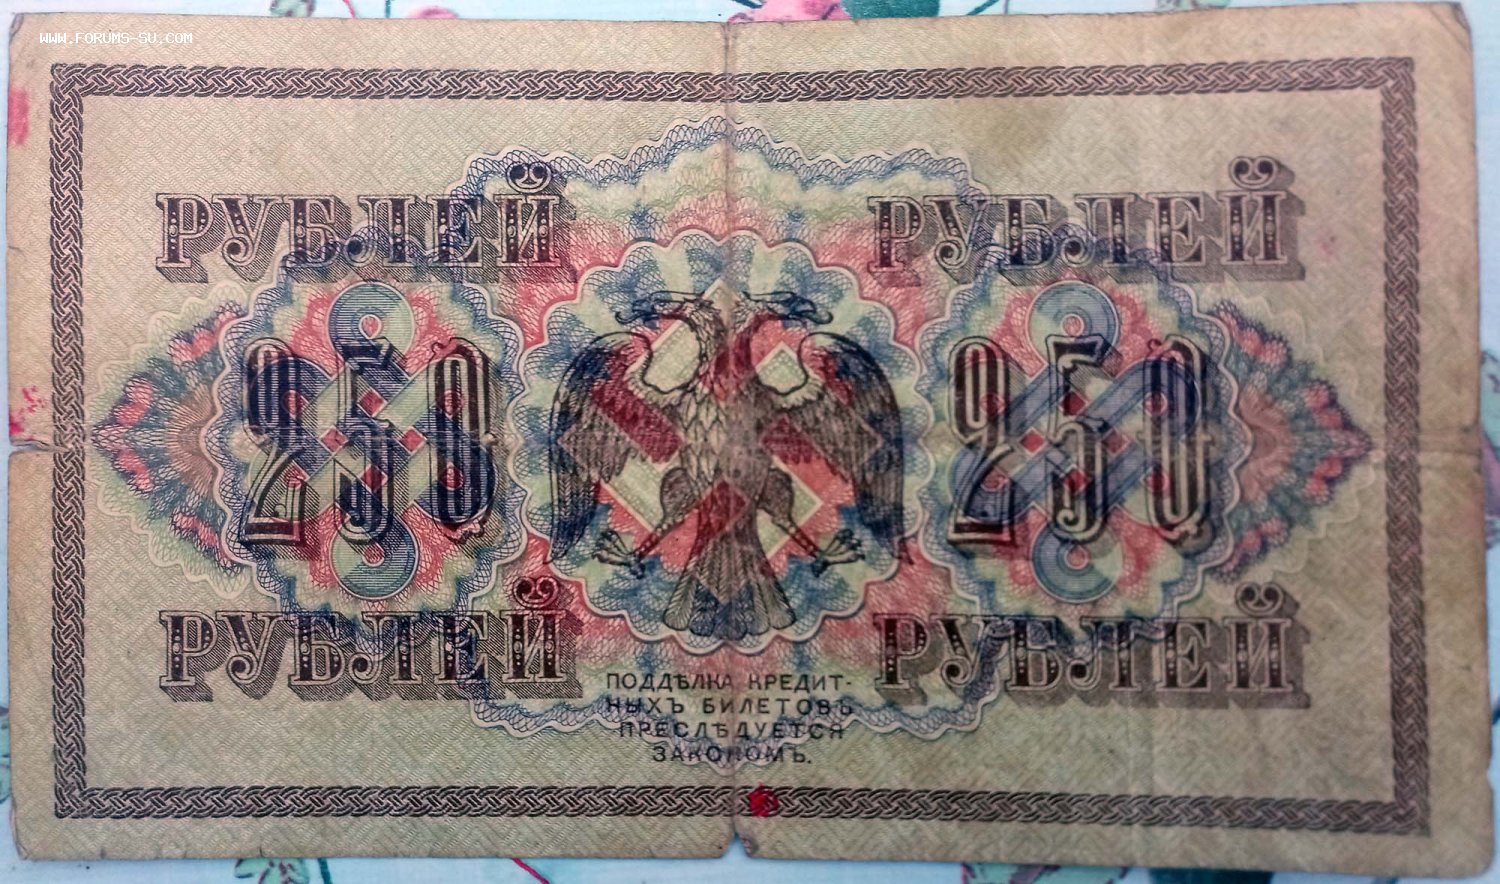 WWW.FORUMS-SU.COM
РУБЛЕЙ РУБЛЕЙ
250 250
РУБЛЕЙ РУБЛЕЙ
ПОДДѢЛКА КРЕДИТ-
НЫХЪ БИЛЕТОВЪ
ПРЕСЛѢДУЕТСЯ
ЗАКОНОМЪ.